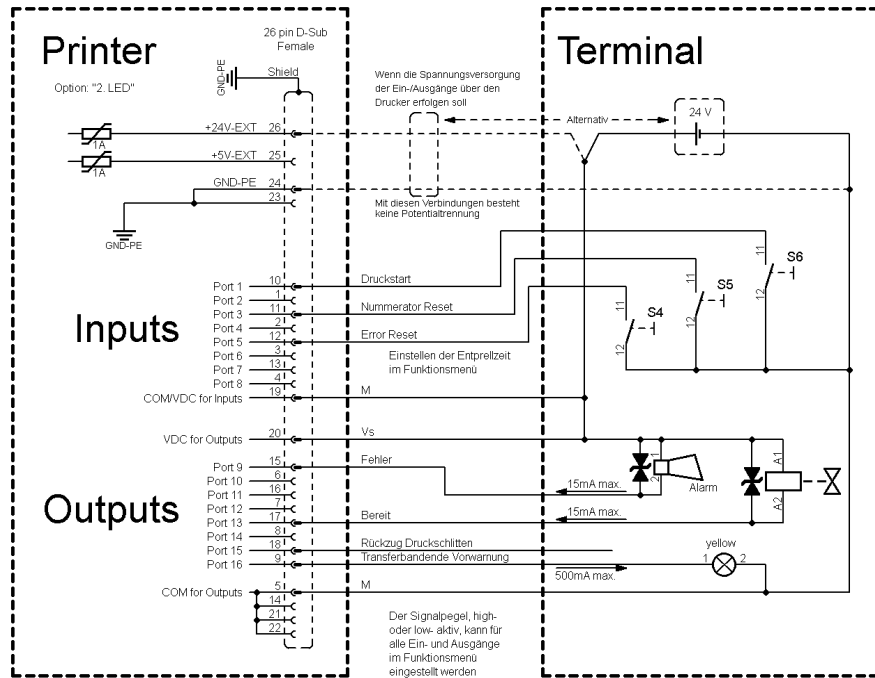 Printer
26 pin D-Sub
Female
Terminal
Option: "2. LED"
GND-PE
Shield
Wenn die Spannungsversorgung
der Ein-/Ausgänge über den
Drucker erfolgen soll
Alternativ
24 V
+24V-EXT 26
1A
+5V-EXT 25
1A
GND-PE 24
23
GND-PE
Mit diesen Verbindungen besteht
keine Potentialtrennung
Inputs
Port 1 10 Druckstart
Port 2 1
Port 3 11 Nummerator Reset
Port 4 2
Port 5 12 Error Reset
Port 6 3
Port 7 13
Port 8 4
COM/VDC for Inputs 19 M
Einstellen der Entprellzeit
im Funktionsmenü
11 S6 12
11 S5 12
11 S4 12
VDC for Outputs 20 Vs
Outputs
Port 9 15 Fehler
Port 10 6
Port 11 16
Port 12 7
Port 13 17 Bereit
Port 14 8
Port 15 18 Rückzug Druckschlitten
Port 16 9 Transferbandende Vorwarnung
COM for Outputs 5 M
14
21
22
1
2
Alarm
15mA max.
15mA max.
A1
A2
yellow
1 2
500mA max.
Der Signalpegel, high-
oder low- aktiv, kann für
alle Ein- und Ausgänge
im Funktionsmenü
eingestellt werden